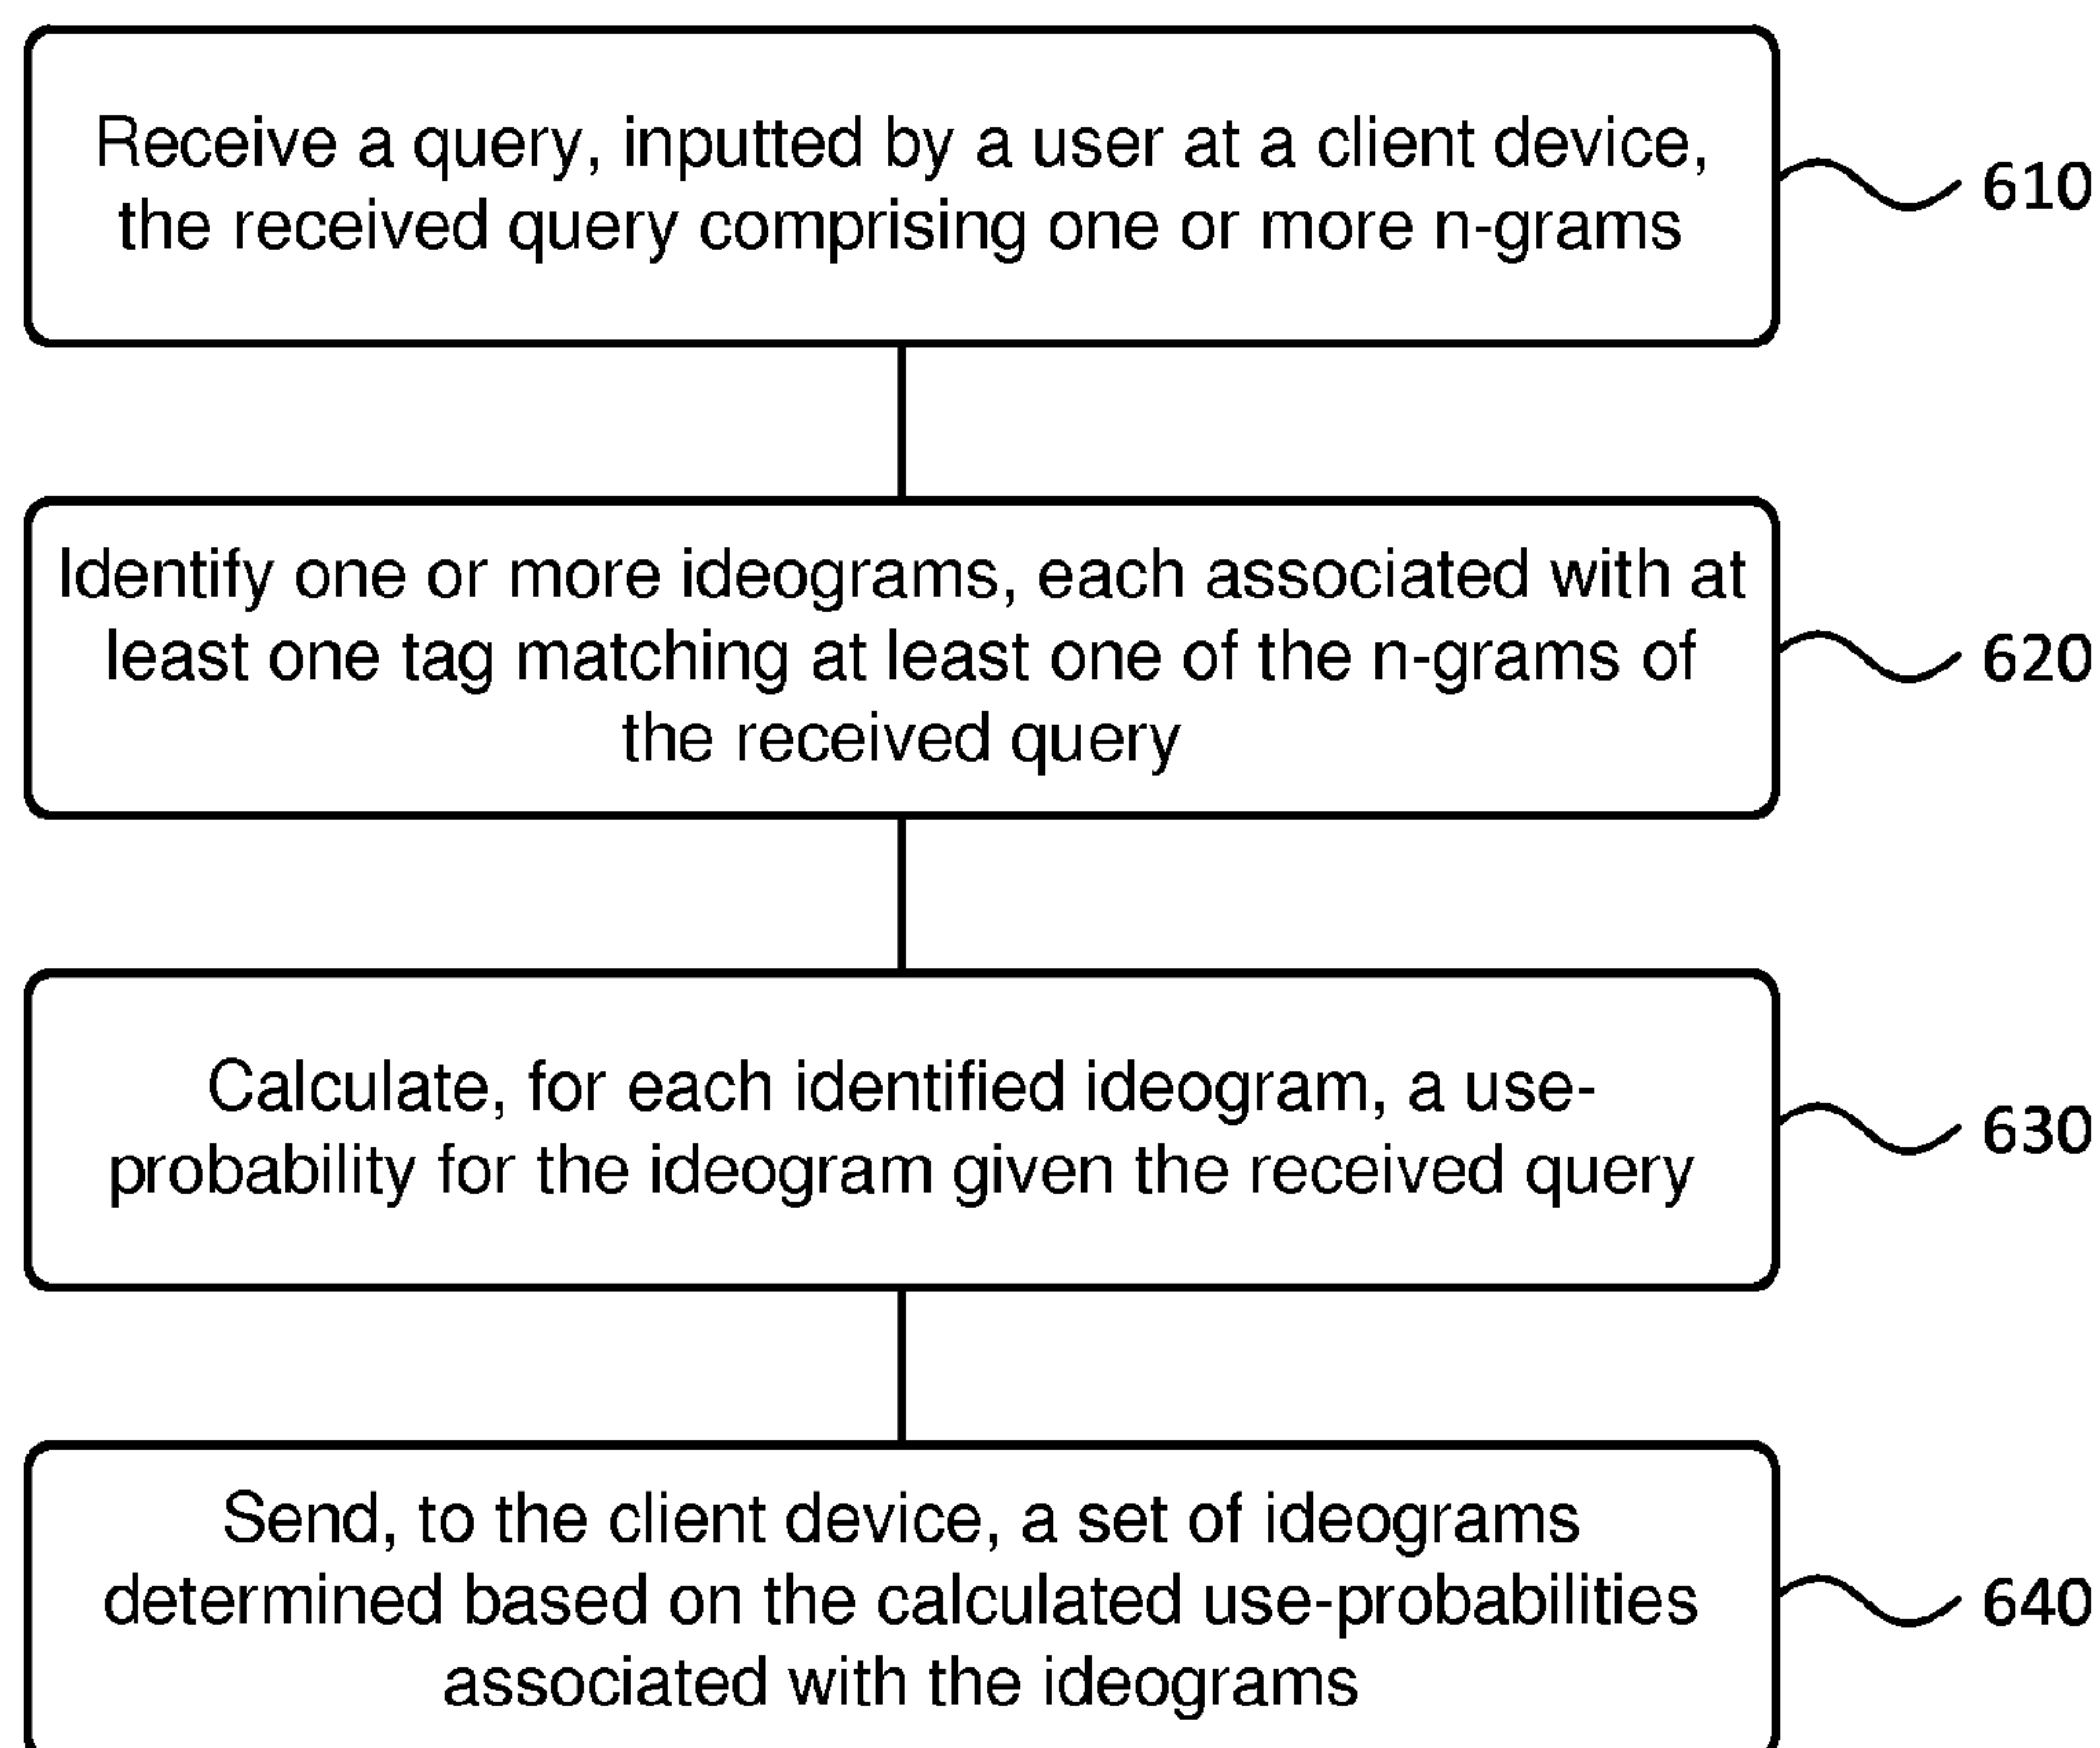 Receive a query, inputted by a user at a client device,
the received query comprising one or more n-grams
610
Identify one or more ideograms, each associated with at
least one tag matching at least one of the n-grams of
the received query
620
Calculate, for each identified ideogram, a use-
probability for the ideogram given the received query
630
Send, to the client device, a set of ideograms
determined based on the calculated use-probabilities
associated with the ideograms
640